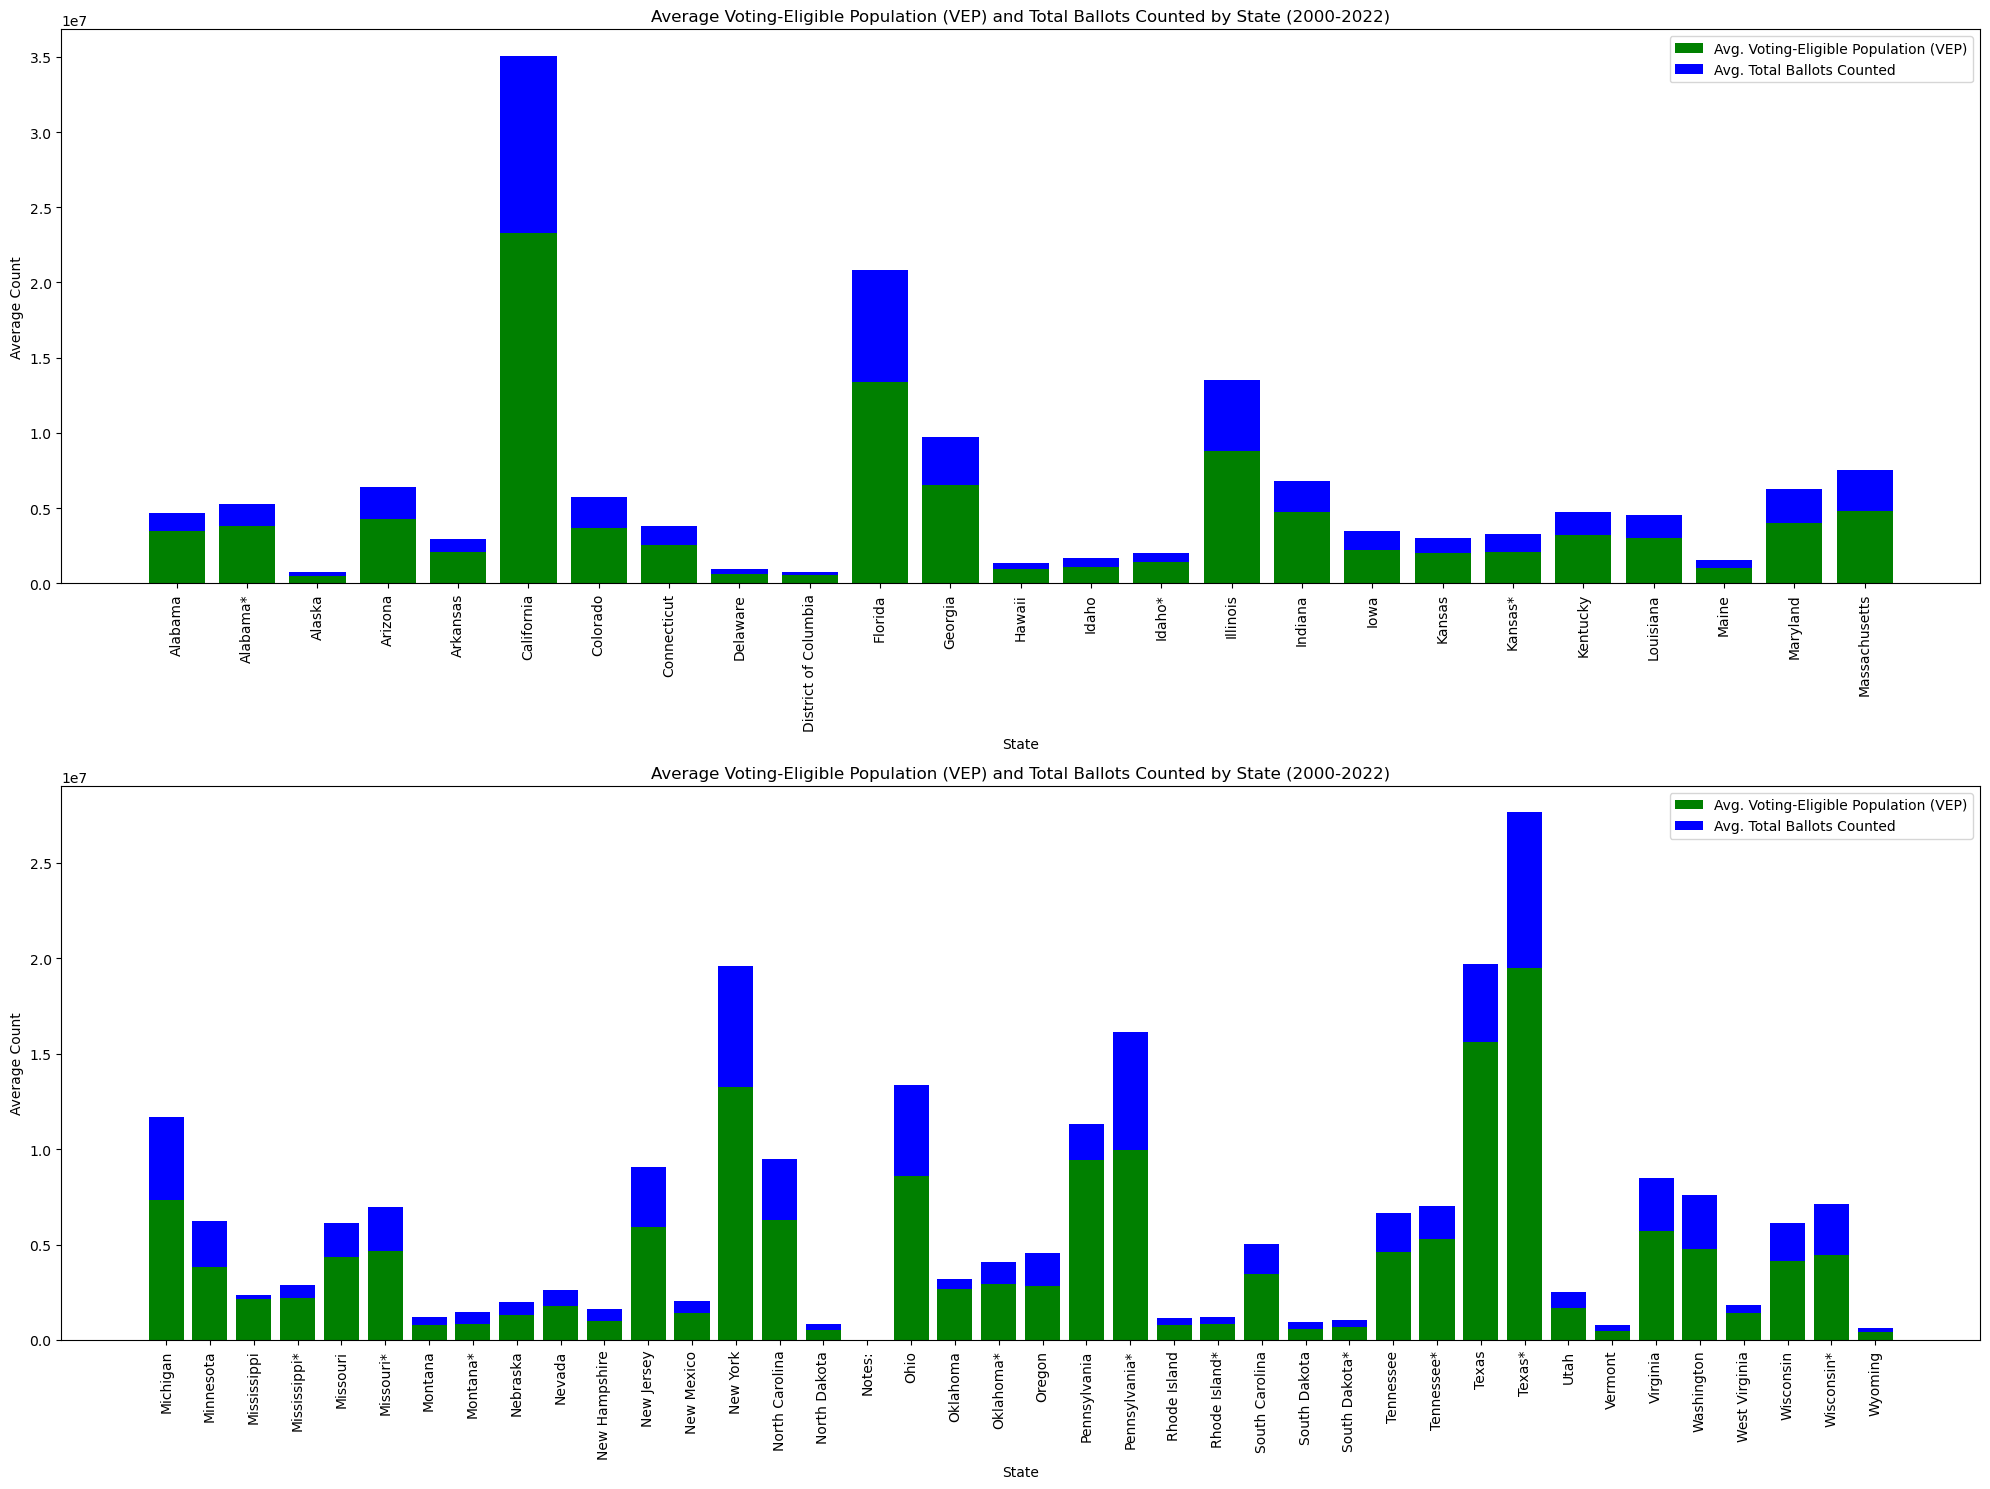 Average Voting-Eligible Population (VEP) and Total Ballots Counted by State (2000-2022)
1e7
Avg. Voting-Eligible Population (VEP)
Avg. Total Ballots Counted
Average Count
3.5
3.0
2.5
2.0
1.5
1.0
0.5
0.0
Alabama
Alabama*
Alaska
Arizona
Arkansas
California
Colorado
Connecticut
Delaware
District of Columbia
Florida
Georgia
Hawaii
Idaho
Idaho*
Illinois
Indiana
Iowa
Kansas
Kansas*
Kentucky
Louisiana
Maine
Maryland
Massachusetts
State
Average Voting-Eligible Population (VEP) and Total Ballots Counted by State (2000-2022)
1e7
Avg. Voting-Eligible Population (VEP)
Avg. Total Ballots Counted
Average Count
2.5
2.0
1.5
1.0
0.5
0.0
Michigan
Minnesota
Mississippi
Mississippi*
Missouri
Missouri*
Montana
Montana*
Nebraska
Nevada
New Hampshire
New Jersey
New Mexico
New York
North Carolina
North Dakota
Notes:
Ohio
Oklahoma
Oklahoma*
Oregon
Pennsylvania
Pennsylvania*
Rhode Island
Rhode Island*
South Carolina
South Dakota
South Dakota*
Tennessee
Tennessee*
Texas
Texas*
Utah
Vermont
Virginia
Washington
West Virginia
Wisconsin
Wisconsin*
Wyoming
State